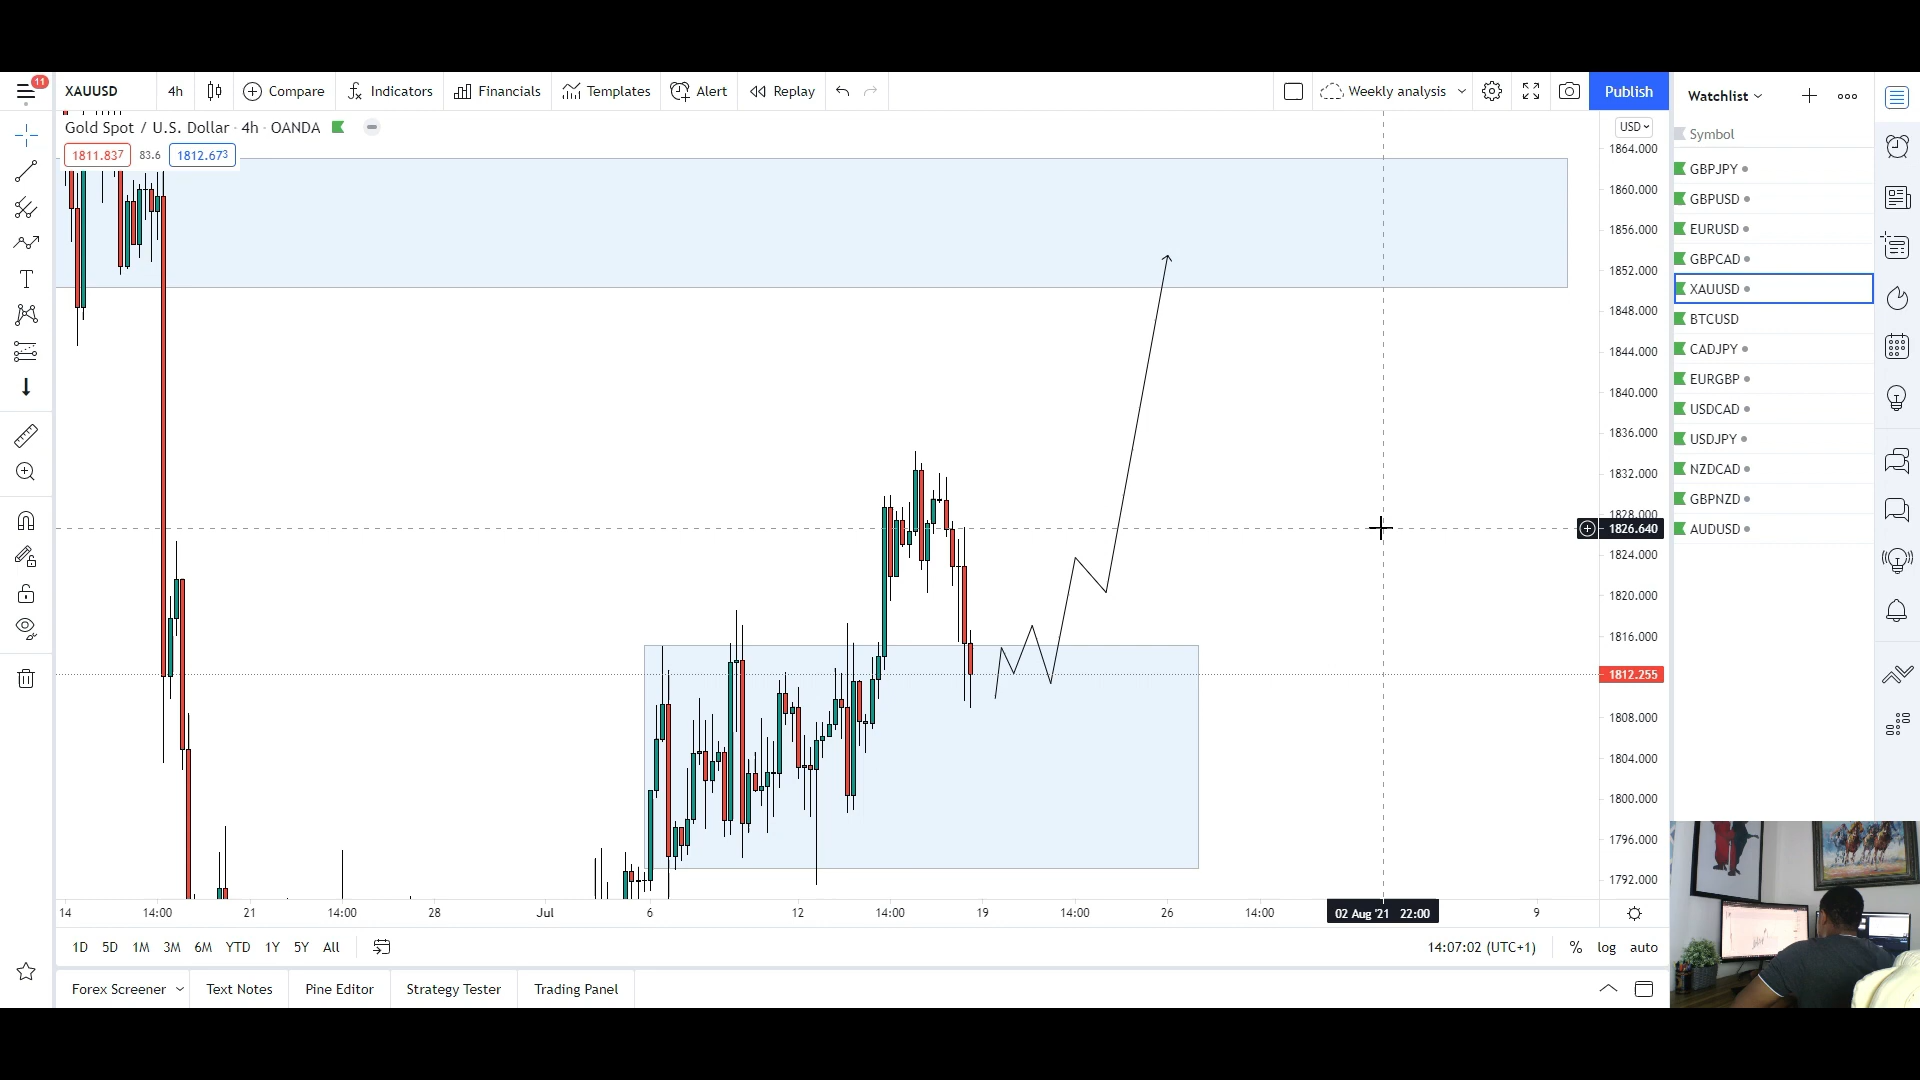 11
XAUUSD 4h Compare Indicators Financials Templates Alert Replay Weekly analysis Publish
Watchlist
Gold Spot / U.S. Dollar · 4h · OANDA
USD
Symbol
1811.837 83.6 1812.673
1864.000
1860.000
1856.000
1852.000
1848.000
1844.000
1840.000
1836.000
1832.000
1828.000
1826.640
1824.000
1820.000
1816.000
1812.255
1808.000
1804.000
1800.000
1796.000
1792.000
GBPJPY
GBPUSD
EURUSD
GBPCAD
XAUUSD
BTCUSD
CADJPY
EURGBP
USDCAD
USDJPY
NZDCAD
GBPNZD
AUDUSD
14 14:00 21 14:00 28 Jul 6 12 14:00 19 14:00 26 14:00 02 Aug '21 22:00 9
1D 5D 1M 3M 6M YTD 1Y 5Y All 14:07:02 (UTC+1) % log auto
Forex Screener Text Notes Pine Editor Strategy Tester Trading Panel